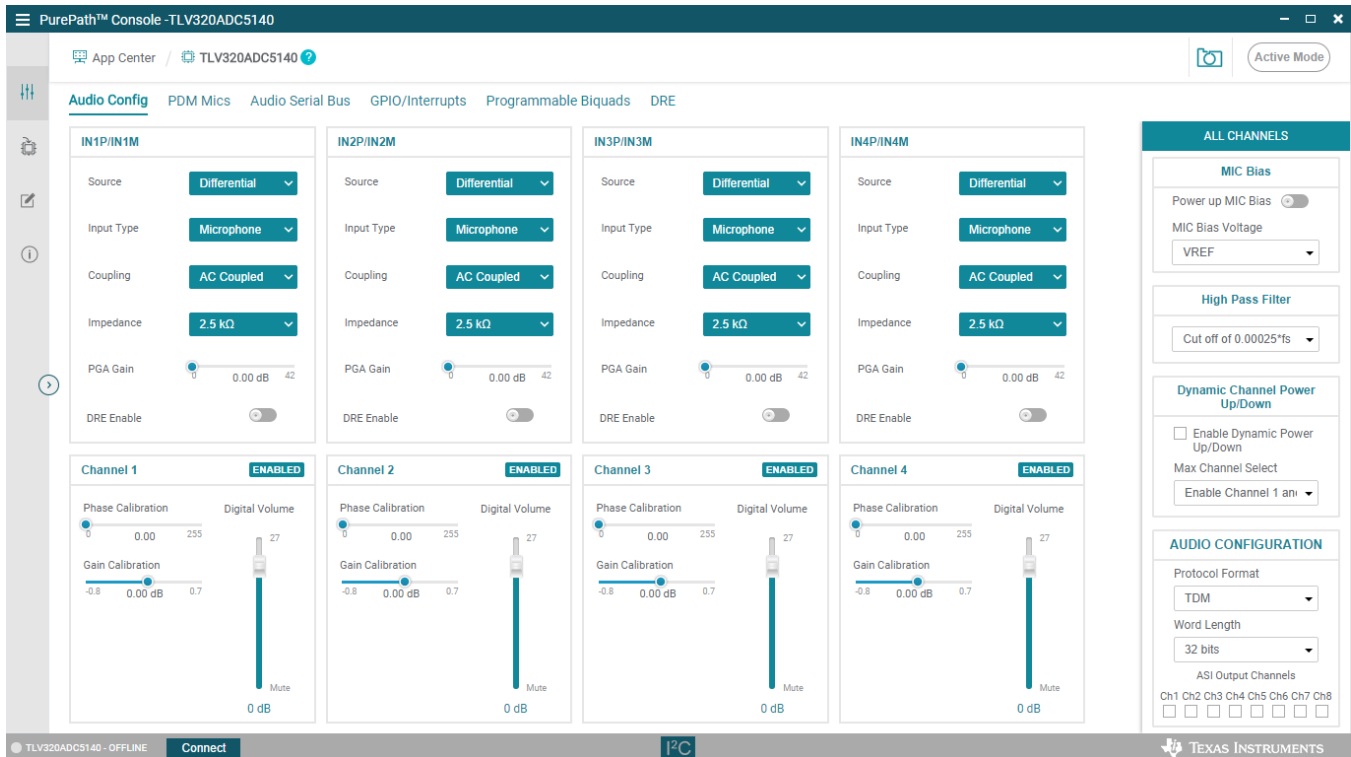 PurePath™ Console -TLV320ADC5140
App Center / TLV320ADC5140 ?
Active Mode
Audio Config PDM Mics Audio Serial Bus GPIO/Interrupts Programmable Biquads DRE
IN1P/IN1M
Source Differential
Input Type Microphone
Coupling AC Coupled
Impedance 2.5 kΩ
PGA Gain
0 0.00 dB 42
DRE Enable
IN2P/IN2M
Source Differential
Input Type Microphone
Coupling AC Coupled
Impedance 2.5 kΩ
PGA Gain
0 0.00 dB 42
DRE Enable
IN3P/IN3M
Source Differential
Input Type Microphone
Coupling AC Coupled
Impedance 2.5 kΩ
PGA Gain
0 0.00 dB 42
DRE Enable
IN4P/IN4M
Source Differential
Input Type Microphone
Coupling AC Coupled
Impedance 2.5 kΩ
PGA Gain
0 0.00 dB 42
DRE Enable
Channel 1 ENABLED
Phase Calibration Digital Volume
0 0.00 255 27
Gain Calibration
-0.8 0.00 dB 0.7
Mute
0 dB
Channel 2 ENABLED
Phase Calibration Digital Volume
0 0.00 255 27
Gain Calibration
-0.8 0.00 dB 0.7
Mute
0 dB
Channel 3 ENABLED
Phase Calibration Digital Volume
0 0.00 255 27
Gain Calibration
-0.8 0.00 dB 0.7
Mute
0 dB
Channel 4 ENABLED
Phase Calibration Digital Volume
0 0.00 255 27
Gain Calibration
-0.8 0.00 dB 0.7
Mute
0 dB
ALL CHANNELS
MIC Bias
Power up MIC Bias
MIC Bias Voltage
VREF
High Pass Filter
Cut off of 0.00025*fs
Dynamic Channel Power
Up/Down
Enable Dynamic Power
Up/Down
Max Channel Select
Enable Channel 1 an
AUDIO CONFIGURATION
Protocol Format
TDM
Word Length
32 bits
ASI Output Channels
Ch1 Ch2 Ch3 Ch4 Ch5 Ch6 Ch7 Ch8
TLV320ADC5140 - OFFLINE Connect I²C TEXAS INSTRUMENTS